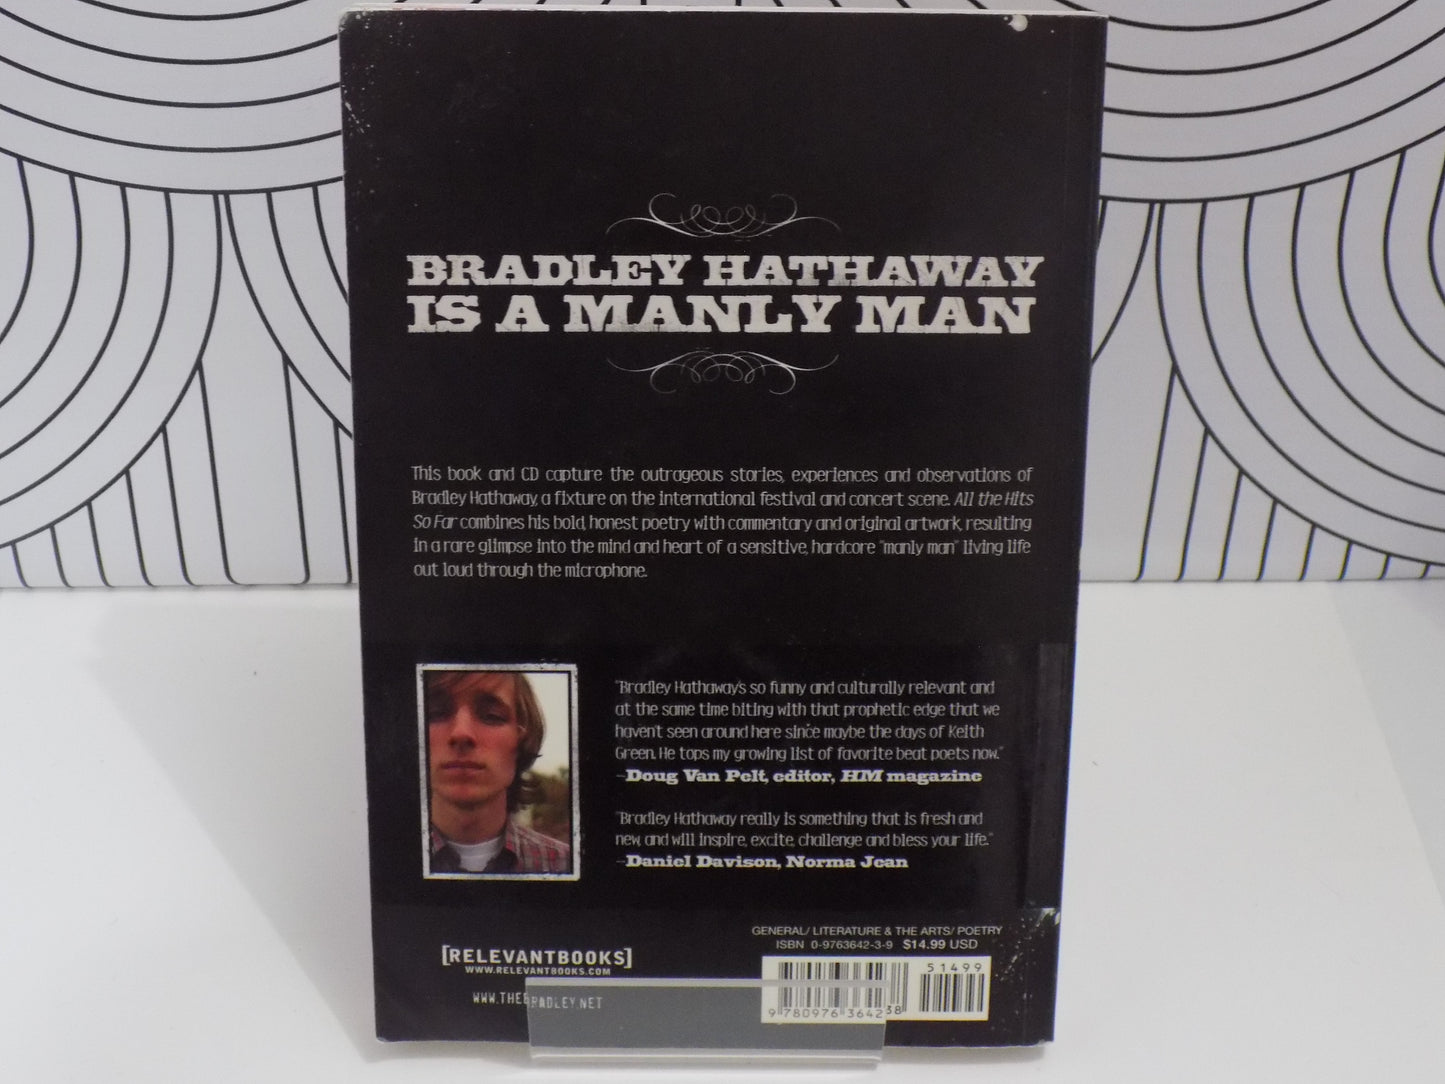 BRADLEY HATHAWAY
IS A MANLY MAN
This book and CD capture the outrageous stories, experiences and observations of
Bradley Hathaway, a fixture on the international festival and concert scene. All the Hits
So Far combines his bold, honest poetry with commentary and original artwork, resulting
in a rare glimpse into the mind and heart of a sensitive, hardcore "manly man" living life
out loud through the microphone.
"Bradley Hathaway's so funny and culturally relevant and
at the same time biting with that prophetic edge that we
haven't seen around here since maybe the days of Keith
Green. He tops my growing list of favorite beat poets now."
—Doug Van Pelt, editor, HM magazine
"Bradley Hathaway really is something that is fresh and
new, and will inspire, excite, challenge and bless your life."
—Daniel Davison, Norma Jean
GENERAL/ LITERATURE & THE ARTS/ POETRY
ISBN 0-9763642-3-9 $14.99 USD
[RELEVANTBOOKS]
WWW.RELEVANTBOOKS.COM
WWW.THEBRADLEY.NET
51499
9 780976 364238